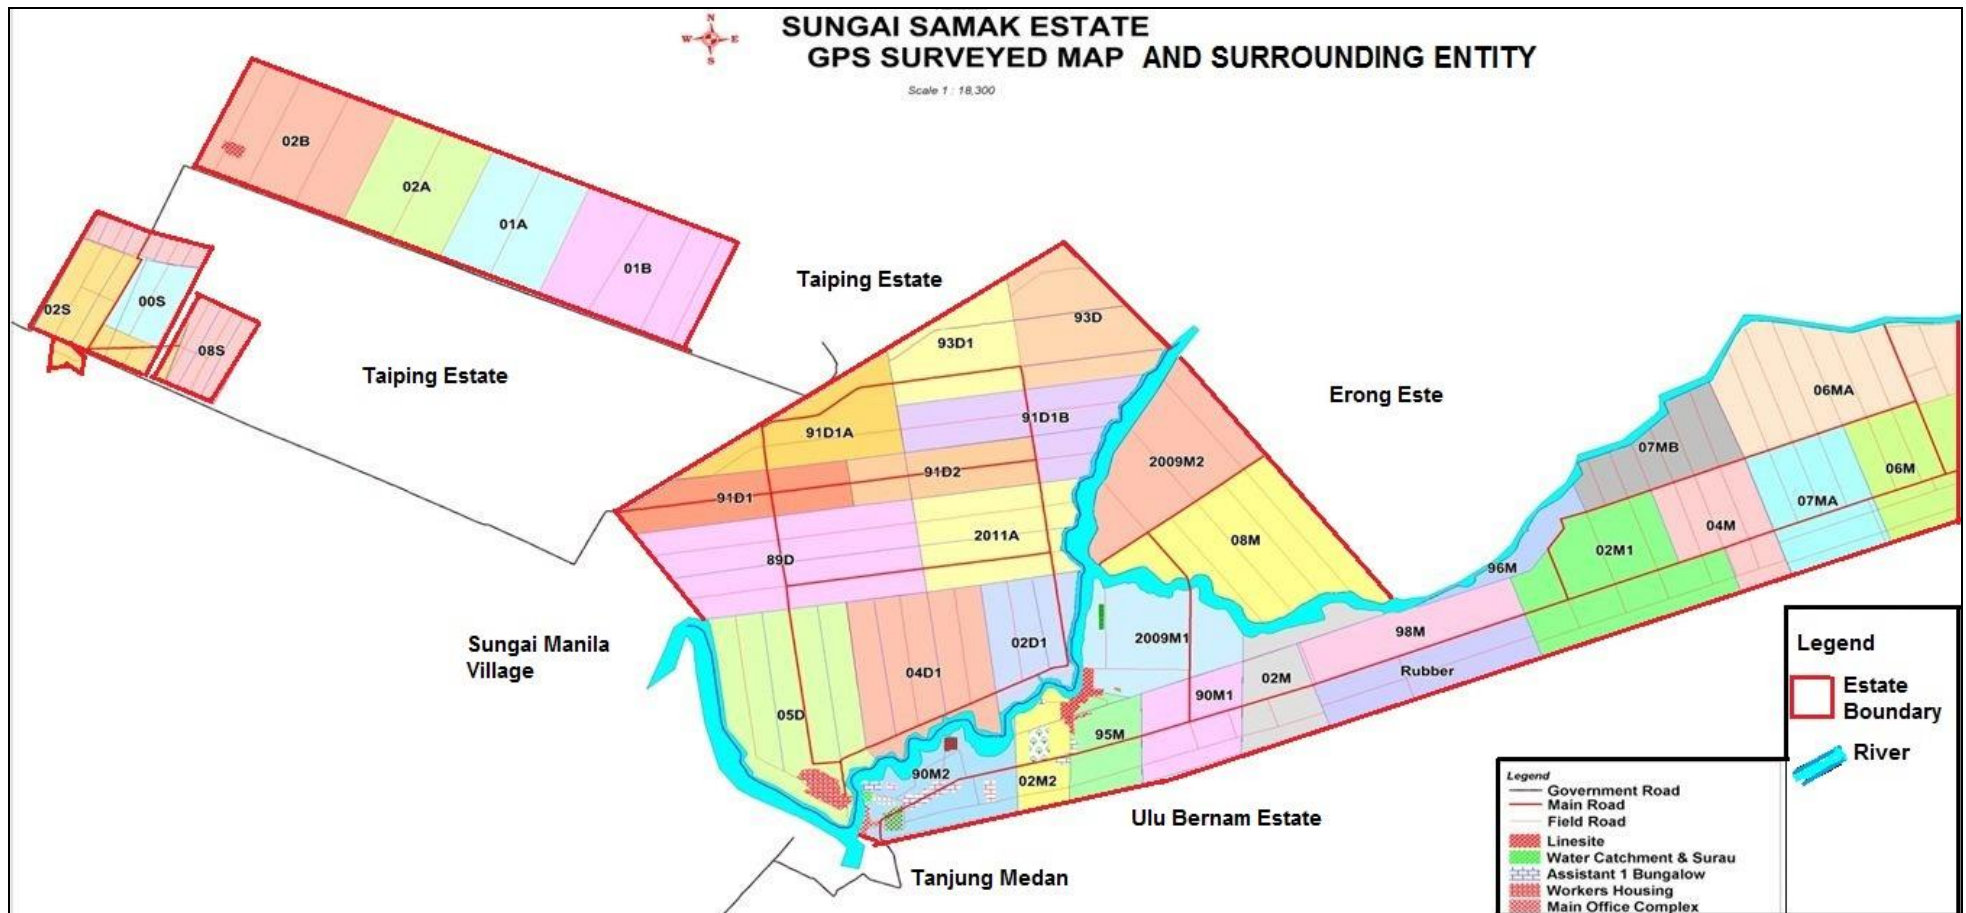 N
W E
S
SUNGAI SAMAK ESTATE
GPS SURVEYED MAP AND SURROUNDING ENTITY
Scale 1 : 18,300
02B
02A
01A
01B
02S
00S
08S
Taiping Estate
Taiping Estate
93D
93D1
91D1A
91D1B
91D2
91D1
2011A
89D
2009M2
08M
Erong Este
06MA
07MB
06M
07MA
04M
02M1
96M
98M
Rubber
2009M1
02M
90M1
95M
02D1
04D1
05D
90M2
02M2
Sungai Manila
Village
Ulu Bernam Estate
Tanjung Medan
Legend
Estate
Boundary
River
Legend
Government Road
Main Road
Field Road
Linesite
Water Catchment & Surau
Assistant 1 Bungalow
Workers Housing
Main Office Complex